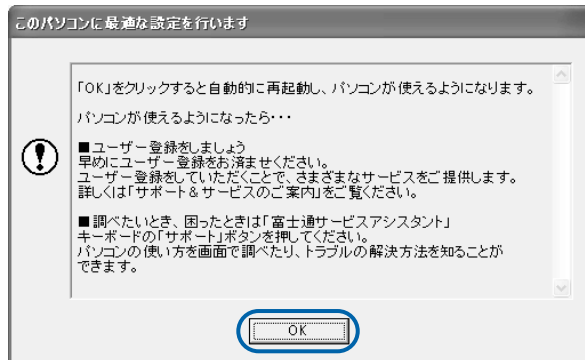 このパソコンに最適な設定を行います
「OK」をクリックすると自動的に再起動し、パソコンが使えるようになります。
パソコンが使えるようになったら・・・
■ユーザー登録をしましょう
早めにユーザー登録をお済ませください。
ユーザー登録をしていただくことで、さまざまなサービスをご提供します。
詳しくは「サポート＆サービスのご案内」をご覧ください。
■調べたいとき、困ったときは「富士通サービスアシスタント」
キーボードの「サポート」ボタンを押してください。
パソコンの使い方を画面で調べたり、トラブルの解決方法を知ることが
できます。
OK